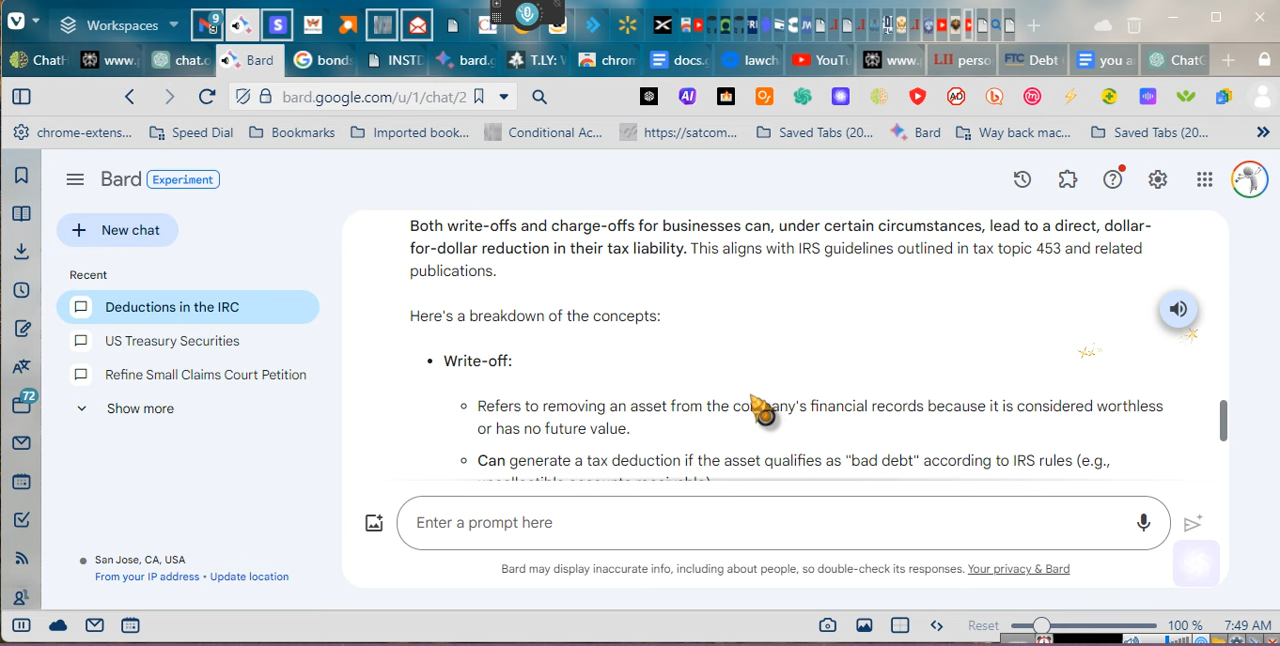 Workspaces
9
ChatH
www.
chat.o
Bard
bond:
INSTD
bard.g
T.I.Y:
chrom
docs.g
lawch
YouTu
www.
LII perso
FTC Debt
you a
ChatG
bard.google.com/u/1/chat/2
chrome-exten...
Speed Dial
Bookmarks
Imported book...
Conditional Ac...
https://satcom...
Saved Tabs (20...
Bard
Way back mac...
Saved Tabs (20...
Bard Experiment
New chat
Recent
Deductions in the IRC
US Treasury Securities
Refine Small Claims Court Petition
Show more
72
San Jose, CA, USA
From your IP address • Update location
Both write-offs and charge-offs for businesses can, under certain circumstances, lead to a direct, dollar-
for-dollar reduction in their tax liability. This aligns with IRS guidelines outlined in tax topic 453 and related
publications.
Here's a breakdown of the concepts:
• Write-off:
Refers to removing an asset from the company's financial records because it is considered worthless
or has no future value.
Can generate a tax deduction if the asset qualifies as "bad debt" according to IRS rules (e.g.,
uncollectible accounts receivable)
Enter a prompt here
Bard may display inaccurate info, including about people, so double-check its responses. Your privacy & Bard
Reset
100 %
7:49 AM